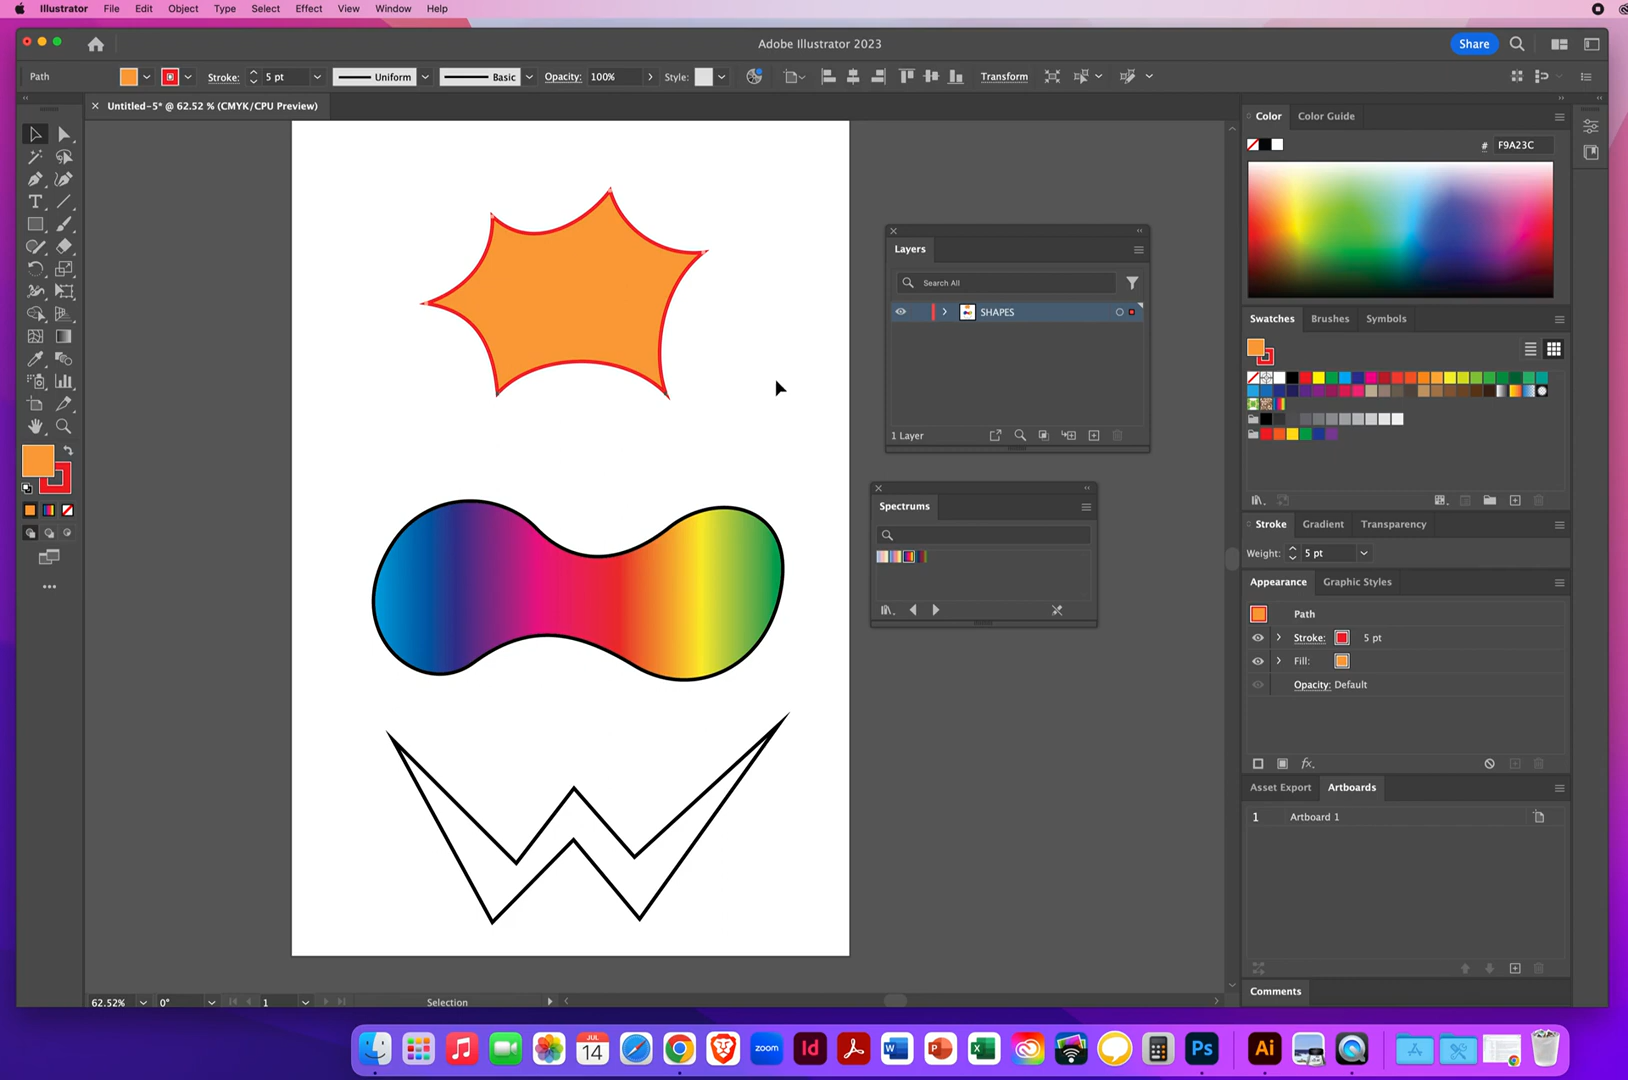 Illustrator File Edit Object Type Select Effect View Window Help
Adobe Illustrator 2023
Share
Path Stroke: 5 pt Uniform Basic Opacity: 100% Style: Transform
Untitled-5* @ 62.52 % (CMYK/CPU Preview)
Color Color Guide
# F9A23C
Layers
Search All
SHAPES
1 Layer
Swatches Brushes Symbols
Spectrums
Stroke Gradient Transparency
Weight: 5 pt
Appearance Graphic Styles
Path
Stroke: 5 pt
Fill:
Opacity: Default
fx.
Asset Export Artboards
1 Artboard 1
Comments
62.52% 0° 1 Selection
JUL
14
zoom
Id
W
P
X
Ps
Ai